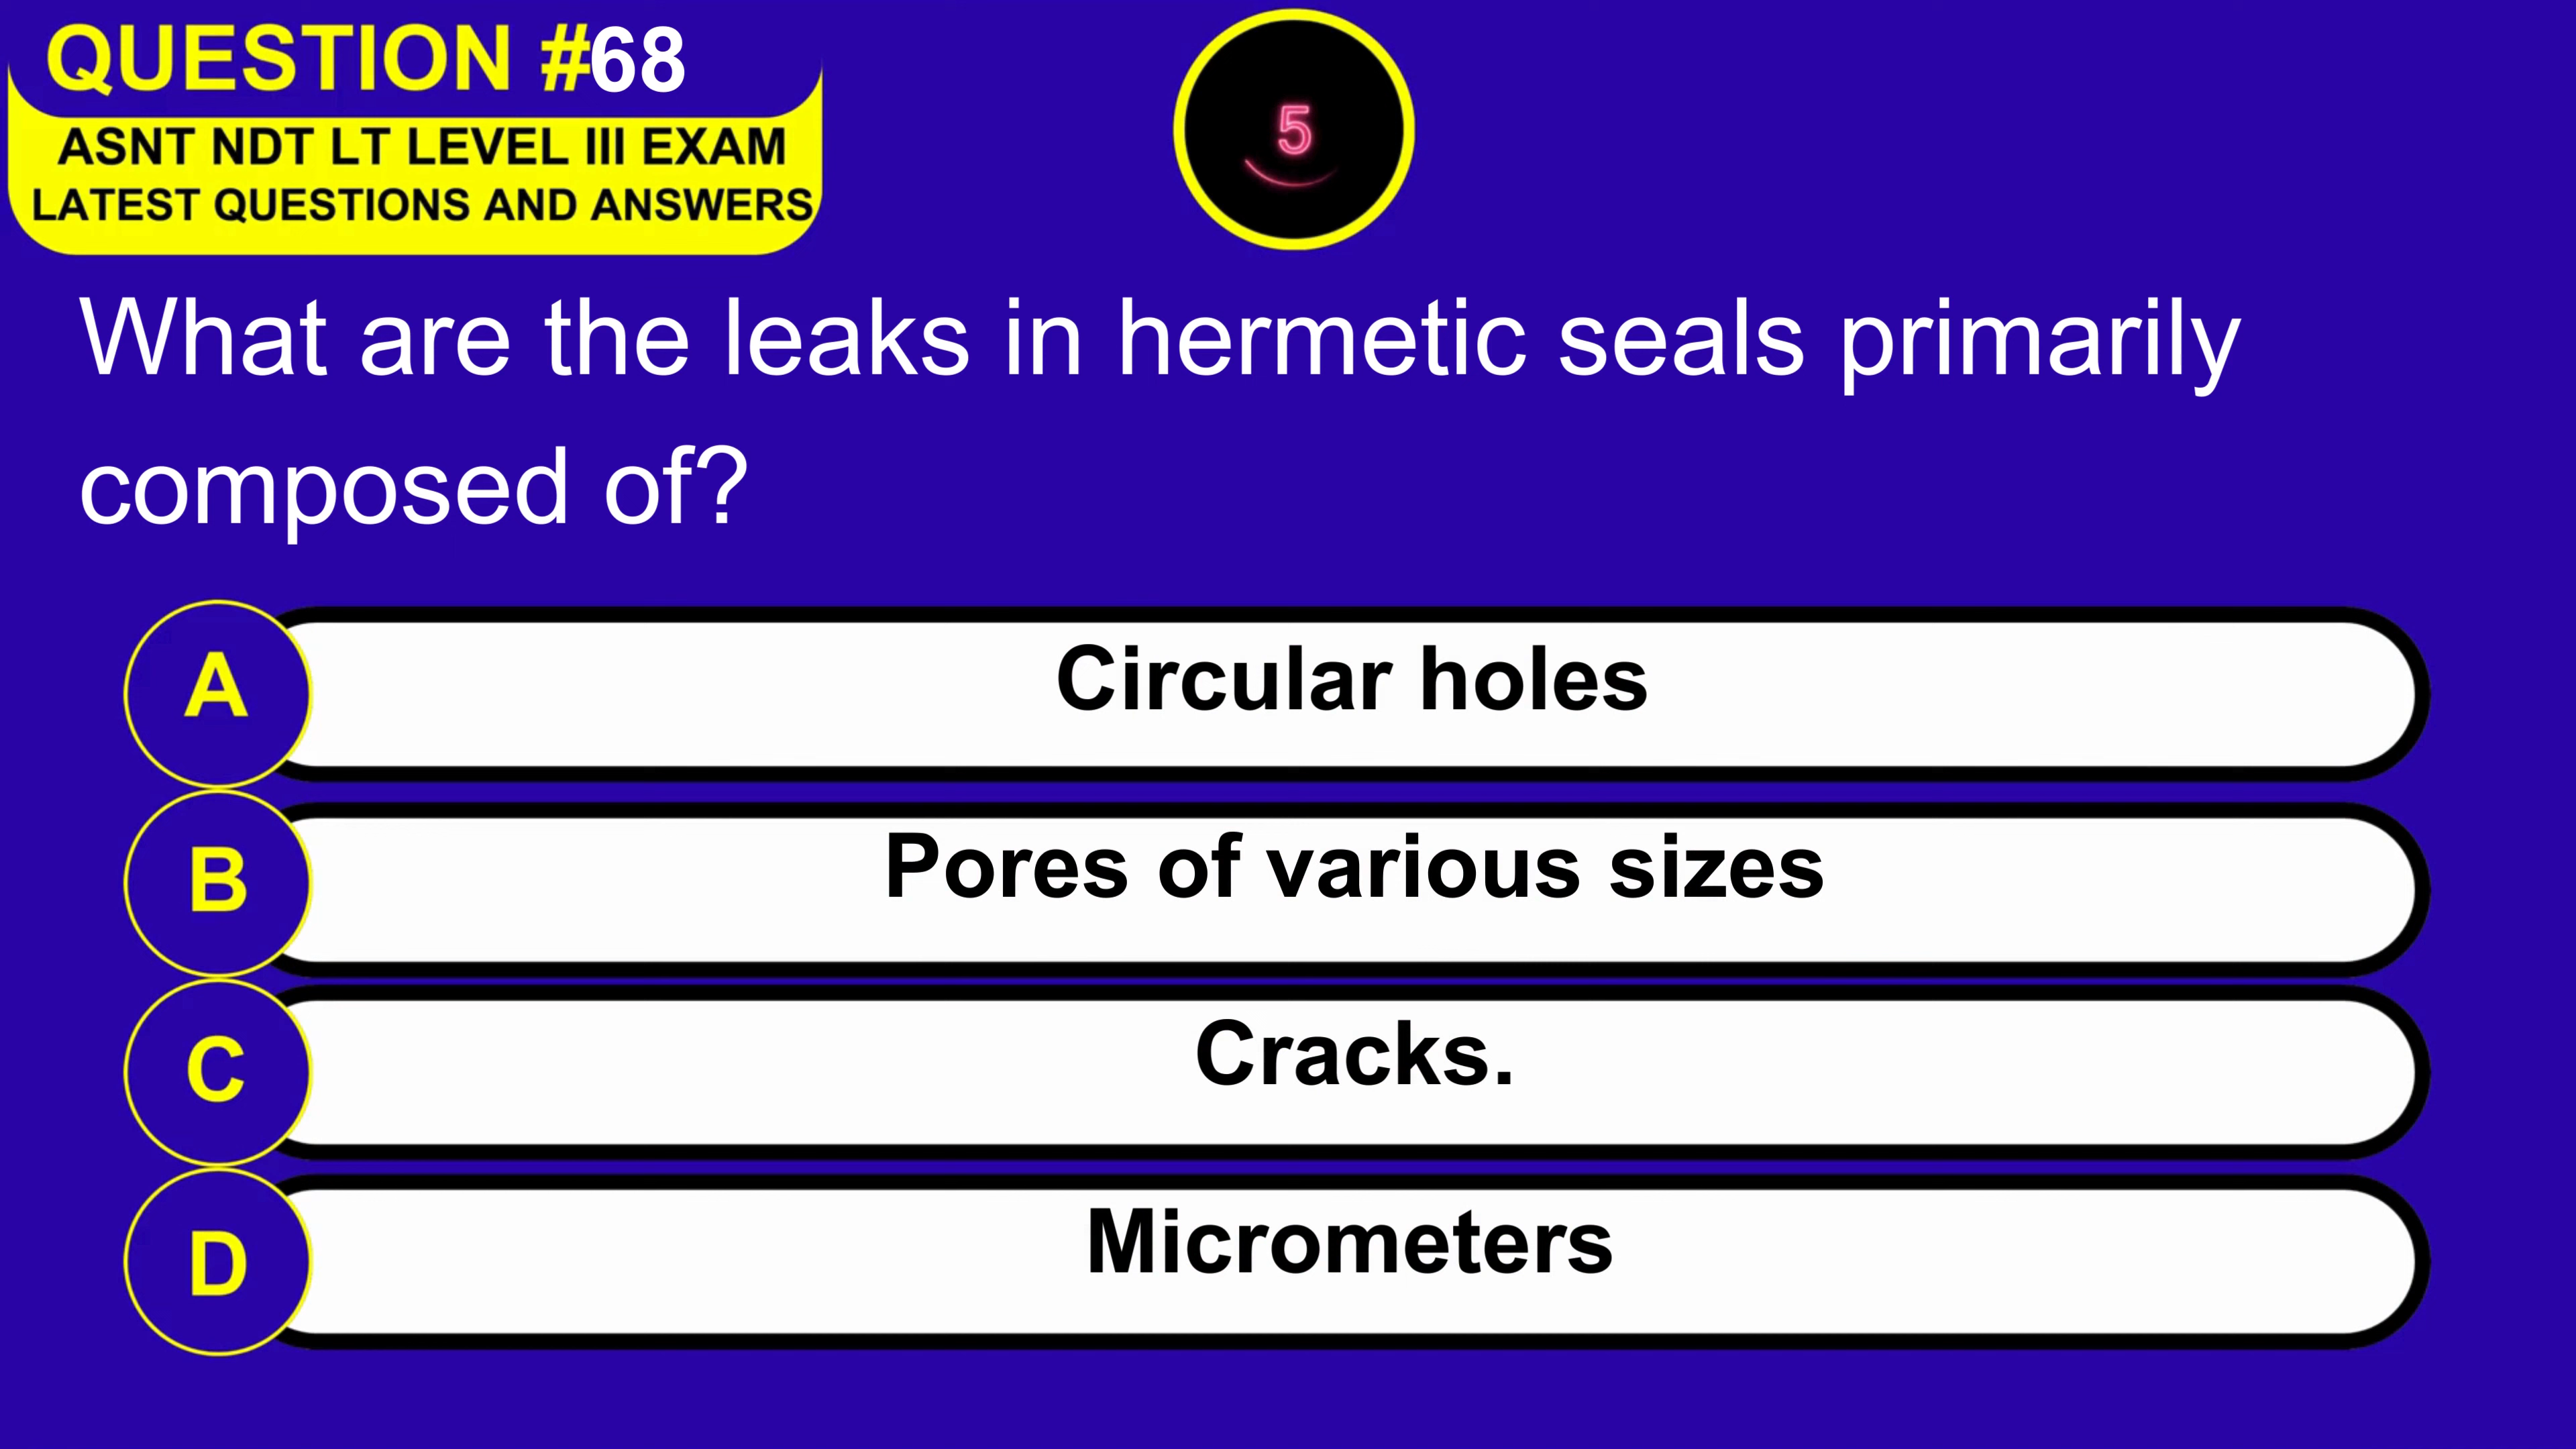 QUESTION #68
ASNT NDT LT LEVEL III EXAM
LATEST QUESTIONS AND ANSWERS
5
What are the leaks in hermetic seals primarily
composed of?
A Circular holes
B Pores of various sizes
C Cracks.
D Micrometers